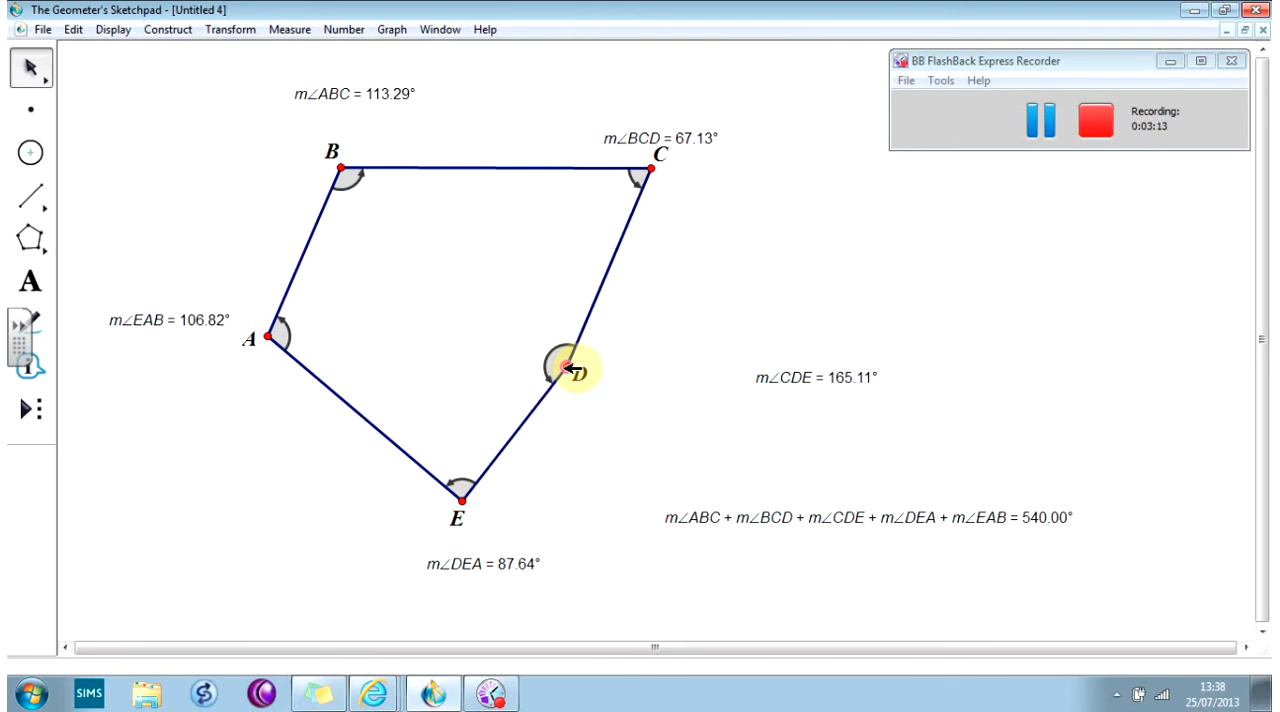 The Geometer's Sketchpad - [Untitled 4]
File Edit Display Construct Transform Measure Number Graph Window Help
BB FlashBack Express Recorder
File Tools Help
Recording:
0:03:13
m∠ABC = 113.29°
m∠BCD = 67.13°
B
C
m∠EAB = 106.82°
A
D
m∠CDE = 165.11°
E
m∠ABC + m∠BCD + m∠CDE + m∠DEA + m∠EAB = 540.00°
m∠DEA = 87.64°
A
i
SIMS
13:38
25/07/2013